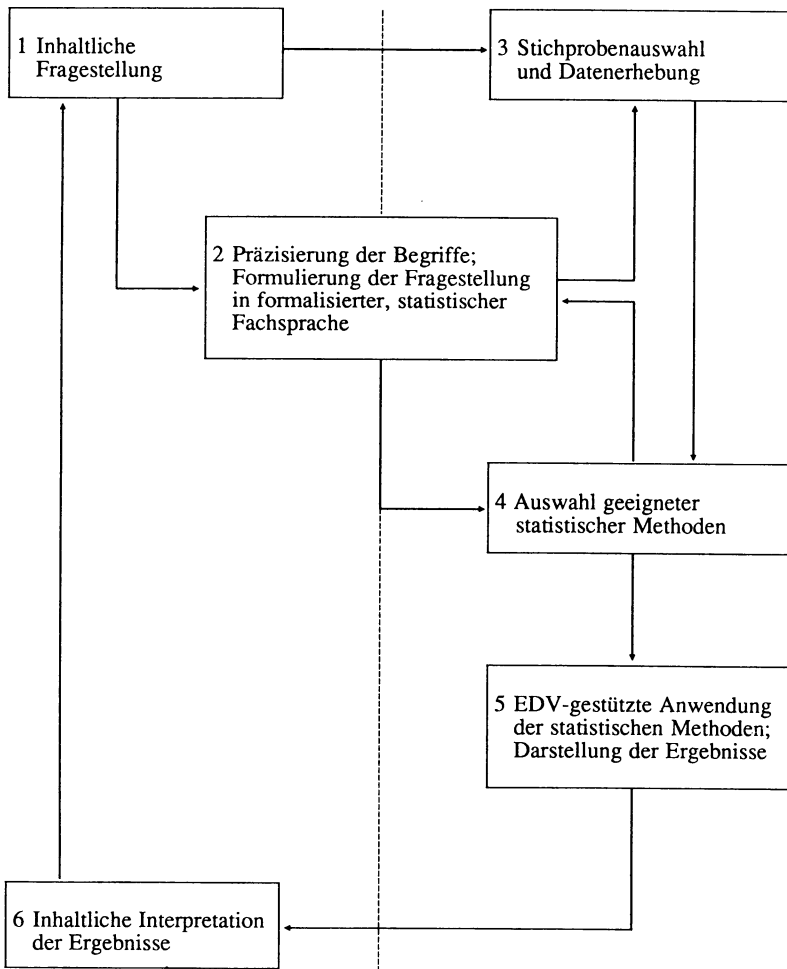 1 Inhaltliche
Fragestellung
3 Stichprobenauswahl
und Datenerhebung
2 Präzisierung der Begriffe;
Formulierung der Fragestellung
in formalisierter, statistischer
Fachsprache
4 Auswahl geeigneter
statistischer Methoden
5 EDV-gestützte Anwendung
der statistischen Methoden;
Darstellung der Ergebnisse
6 Inhaltliche Interpretation
der Ergebnisse